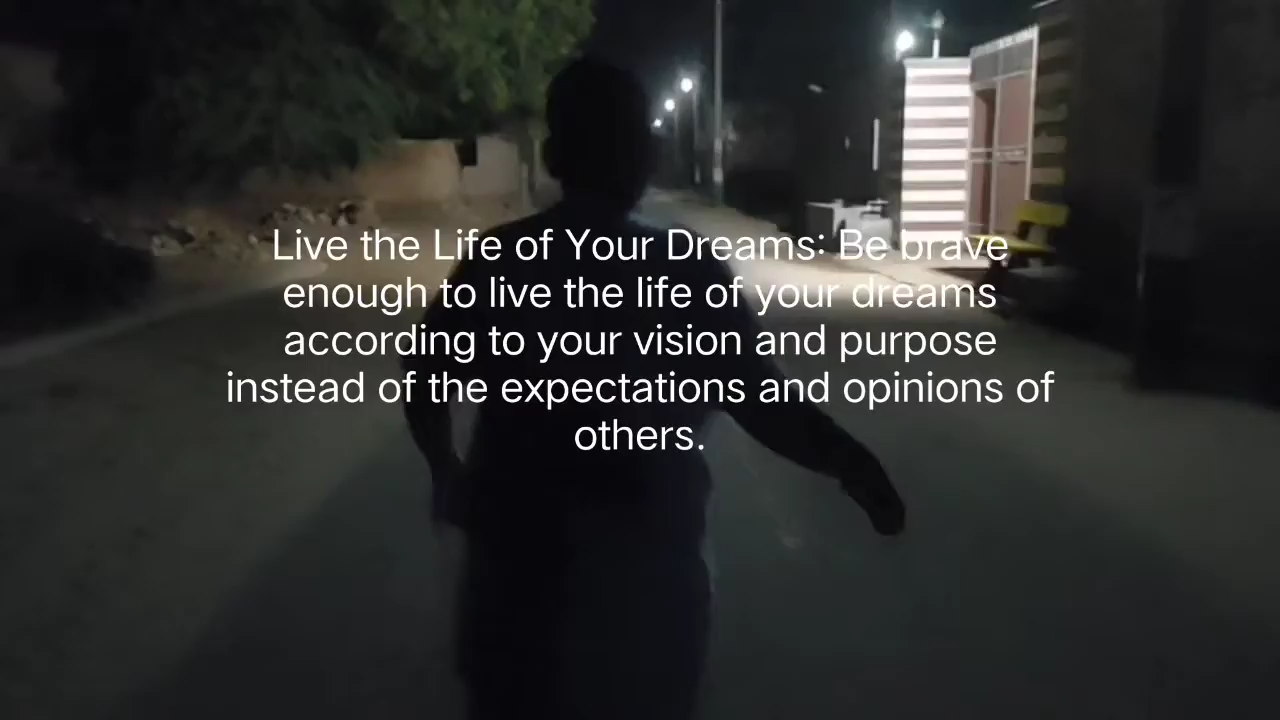 Live the Life of Your Dreams: Be brave
enough to live the life of your dreams
according to your vision and purpose
instead of the expectations and opinions of
others.